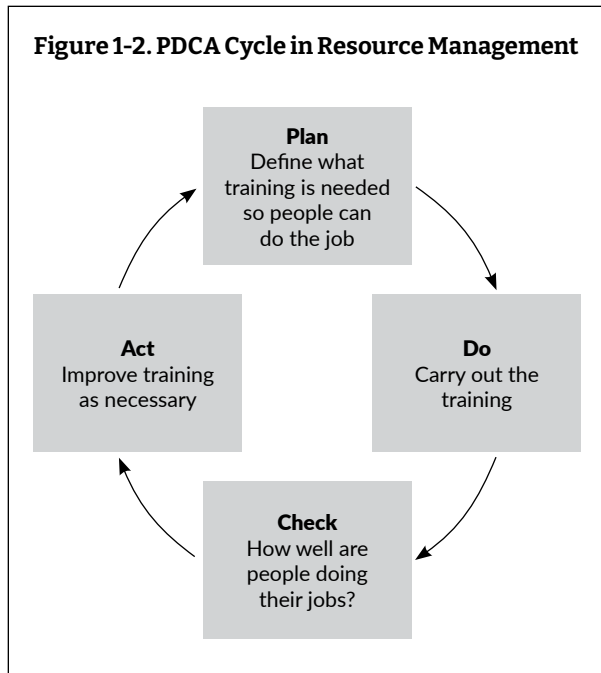 Figure 1-2. PDCA Cycle in Resource Management
Plan
Define what
training is needed
so people can
do the job
Act
Improve training
as necessary
Do
Carry out the
training
Check
How well are
people doing
their jobs?